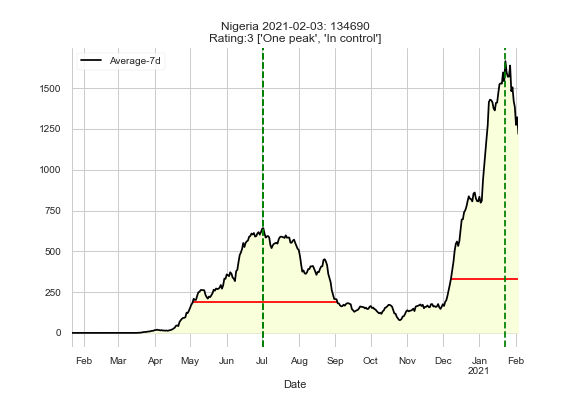 Nigeria 2021-02-03: 134690
Rating:3 ['One peak', 'In control']
Average-7d
1500
1250
1000
750
500
250
0
Feb Mar Apr May Jun Jul Aug Sep Oct Nov Dec Jan Feb
2021
Date